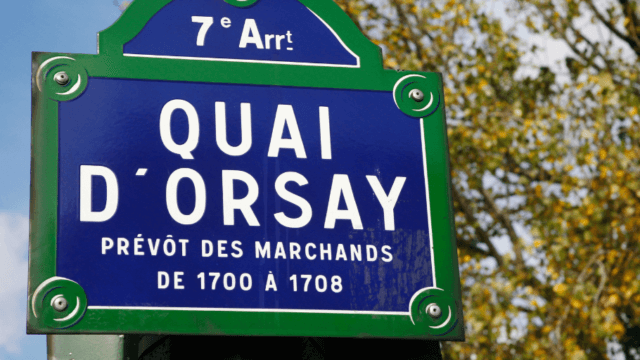 7e Arrt
QUAI
D'ORSAY
PRÉVÔT DES MARCHANDS
DE 1700 À 1708